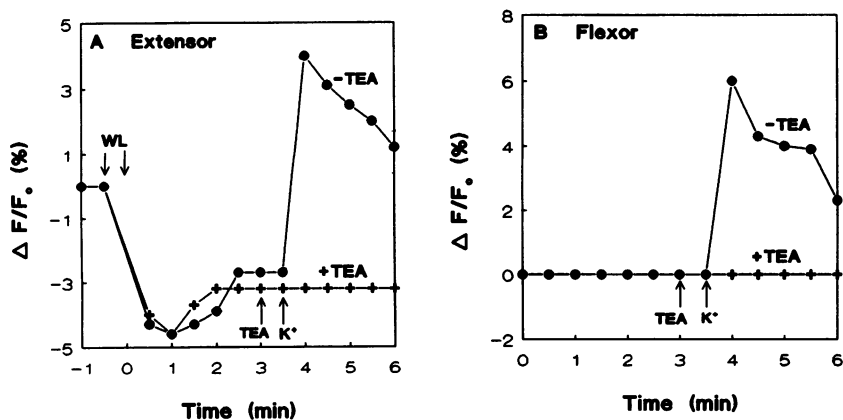 A Extensor
5
3
1
-1
-3
-5
Δ F/F₀ (%)
WL
-TEA
+TEA
TEA K⁺
-1 0 1 2 3 4 5 6
Time (min)
B Flexor
8
6
4
2
0
-2
Δ F/F₀ (%)
-TEA
+TEA
TEA K⁺
0 1 2 3 4 5 6
Time (min)